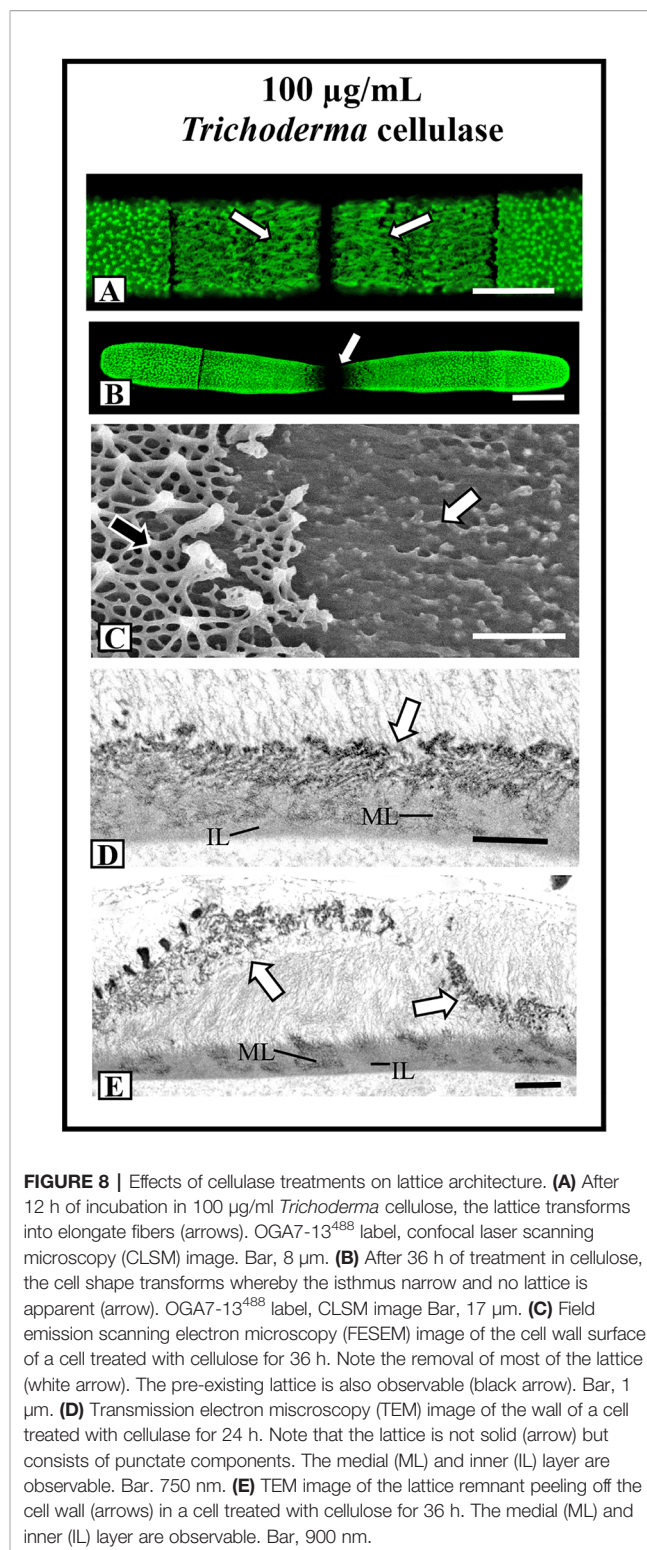 100 µg/mL
Trichoderma cellulase
A
B
C
ML
IL
D
ML
IL
E
FIGURE 8 | Effects of cellulase treatments on lattice architecture. (A) After
12 h of incubation in 100 µg/ml Trichoderma cellulose, the lattice transforms
into elongate fibers (arrows). OGA7-13488 label, confocal laser scanning
microscopy (CLSM) image. Bar, 8 µm. (B) After 36 h of treatment in cellulose,
the cell shape transforms whereby the isthmus narrow and no lattice is
apparent (arrow). OGA7-13488 label, CLSM image Bar, 17 µm. (C) Field
emission scanning electron microscopy (FESEM) image of the cell wall surface
of a cell treated with cellulose for 36 h. Note the removal of most of the lattice
(white arrow). The pre-existing lattice is also observable (black arrow). Bar, 1
µm. (D) Transmission electron miscroscopy (TEM) image of the wall of a cell
treated with cellulase for 24 h. Note that the lattice is not solid (arrow) but
consists of punctate components. The medial (ML) and inner (IL) layer are
observable. Bar. 750 nm. (E) TEM image of the lattice remnant peeling off the
cell wall (arrows) in a cell treated with cellulose for 36 h. The medial (ML) and
inner (IL) layer are observable. Bar, 900 nm.